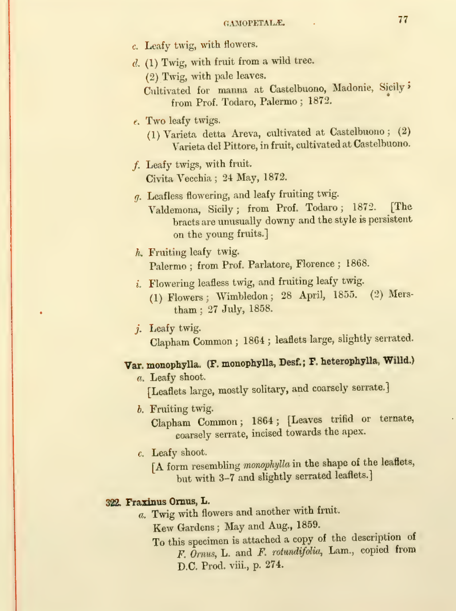 GAMOPETALÆ.
77
c. Leafy twig, with flowers.
d. (1) Twig, with fruit from a wild tree.
(2) Twig, with pale leaves.
Cultivated for manna at Castelbuono, Madonie, Sicily;
from Prof. Todaro, Palermo; 1872.
e. Two leafy twigs.
(1) Varieta detta Areva, cultivated at Castelbuono; (2)
Varieta del Pittore, in fruit, cultivated at Castelbuono.
f. Leafy twigs, with fruit.
Civita Vecchia; 24 May, 1872.
g. Leafless flowering, and leafy fruiting twig.
Valdemona, Sicily; from Prof. Todaro; 1872. [The
bracts are unusually downy and the style is persistent
on the young fruits.]
h. Fruiting leafy twig.
Palermo; from Prof. Parlatore, Florence; 1868.
i. Flowering leafless twig, and fruiting leafy twig.
(1) Flowers; Wimbledon; 28 April, 1855. (2) Mers-
tham; 27 July, 1858.
j. Leafy twig.
Clapham Common; 1864; leaflets large, slightly serrated.
Var. monophylla. (F. monophylla, Desf.; F. heterophylla, Willd.)
a. Leafy shoot.
[Leaflets large, mostly solitary, and coarsely serrate.]
b. Fruiting twig.
Clapham Common; 1864; [Leaves trifid or ternate,
coarsely serrate, incised towards the apex.
c. Leafy shoot.
[A form resembling monophylla in the shape of the leaflets,
but with 3-7 and slightly serrated leaflets.]
322. Fraxinus Ornus, L.
a. Twig with flowers and another with fruit.
Kew Gardens; May and Aug., 1859.
To this specimen is attached a copy of the description of
F. Ornus, L. and F. rotundifolia, Lam., copied from
D.C. Prod. viii., p. 274.